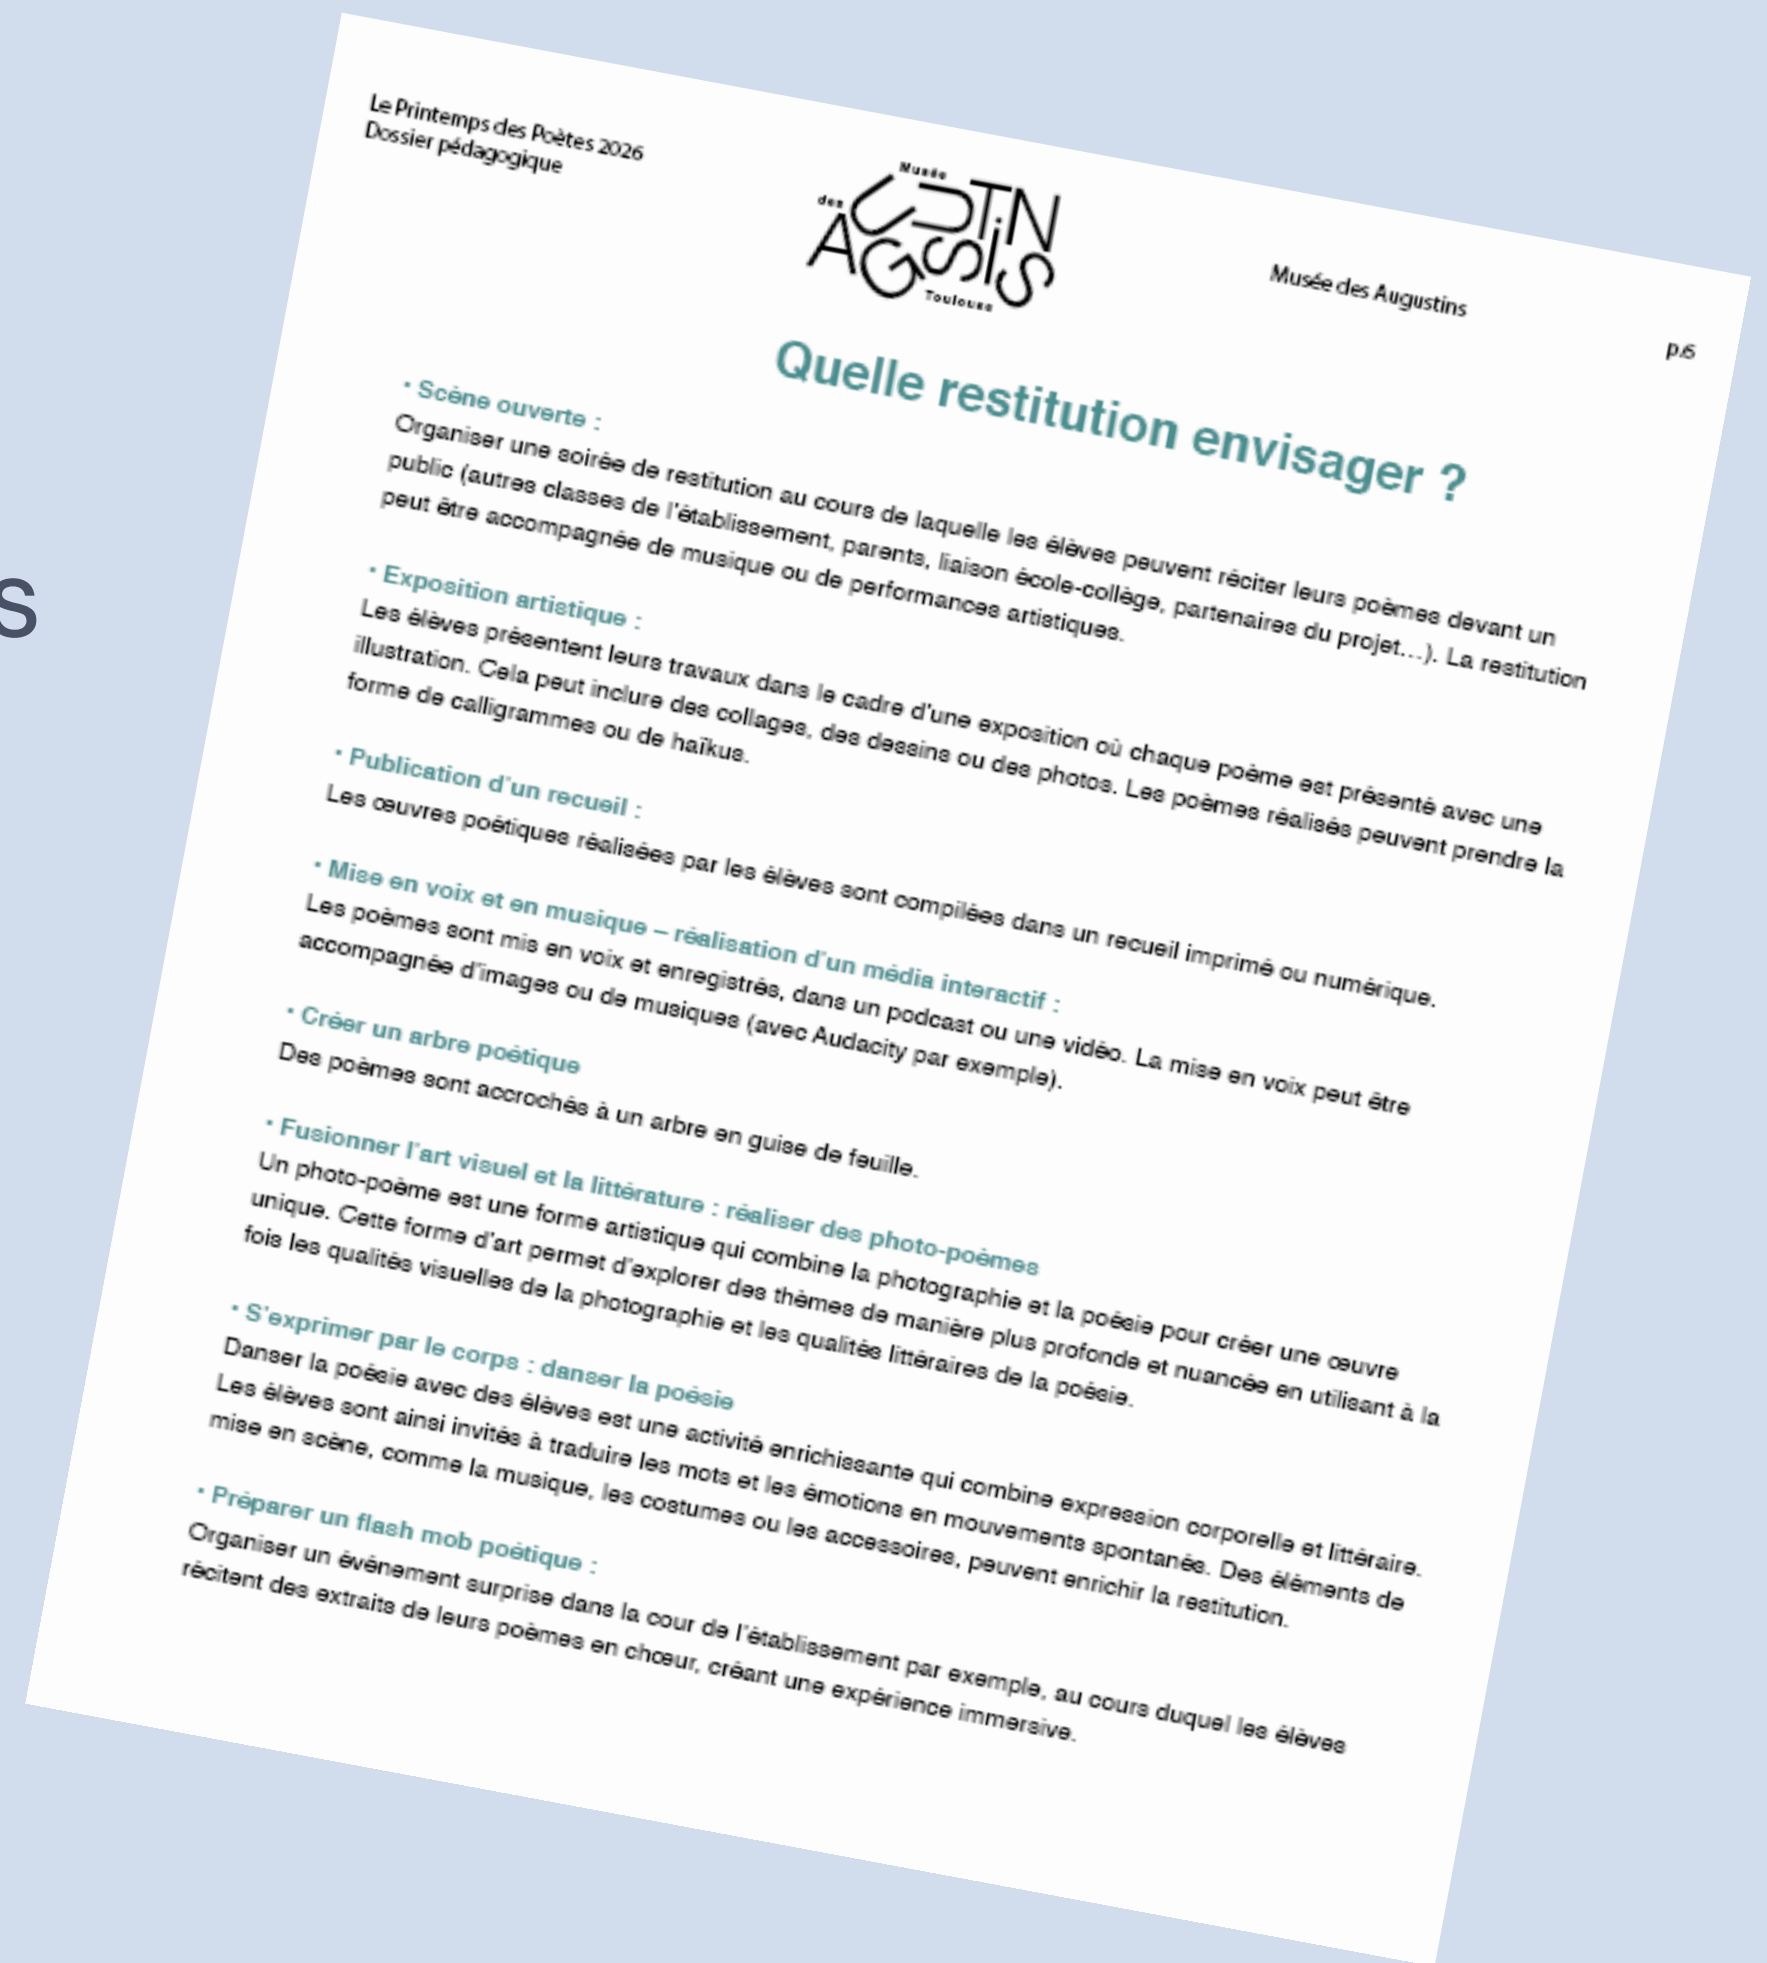 s
Le Printemps des Poètes 2026
Dossier pédagogique
Musée
des
AUGUSTINS
Toulouse
Musée des Augustins
p.6
Quelle restitution envisager ?
• Scène ouverte :
Organiser une soirée de restitution au cours de laquelle les élèves peuvent réciter leurs poèmes devant un
public (autres classes de l'établissement, parents, liaison école-collège, partenaires du projet…). La restitution
peut être accompagnée de musique ou de performances artistiques.
• Exposition artistique :
Les élèves présentent leurs travaux dans le cadre d'une exposition où chaque poème est présenté avec une
illustration. Cela peut inclure des collages, des dessins ou des photos. Les poèmes réalisés peuvent prendre la
forme de calligrammes ou de haïkus.
• Publication d'un recueil :
Les œuvres poétiques réalisées par les élèves sont compilées dans un recueil imprimé ou numérique.
• Mise en voix et en musique – réalisation d'un média interactif :
Les poèmes sont mis en voix et enregistrés, dans un podcast ou une vidéo. La mise en voix peut être
accompagnée d'images ou de musiques (avec Audacity par exemple).
• Créer un arbre poétique
Des poèmes sont accrochés à un arbre en guise de feuille.
• Fusionner l'art visuel et la littérature : réaliser des photo-poèmes
Un photo-poème est une forme artistique qui combine la photographie et la poésie pour créer une œuvre
unique. Cette forme d'art permet d'explorer des thèmes de manière plus profonde et nuancée en utilisant à la
fois les qualités visuelles de la photographie et les qualités littéraires de la poésie.
• S'exprimer par le corps : danser la poésie
Danser la poésie avec des élèves est une activité enrichissante qui combine expression corporelle et littéraire.
Les élèves sont ainsi invités à traduire les mots et les émotions en mouvements spontanés. Des éléments de
mise en scène, comme la musique, les costumes ou les accessoires, peuvent enrichir la restitution.
• Préparer un flash mob poétique :
Organiser un événement surprise dans la cour de l'établissement par exemple, au cours duquel les élèves
récitent des extraits de leurs poèmes en chœur, créant une expérience immersive.